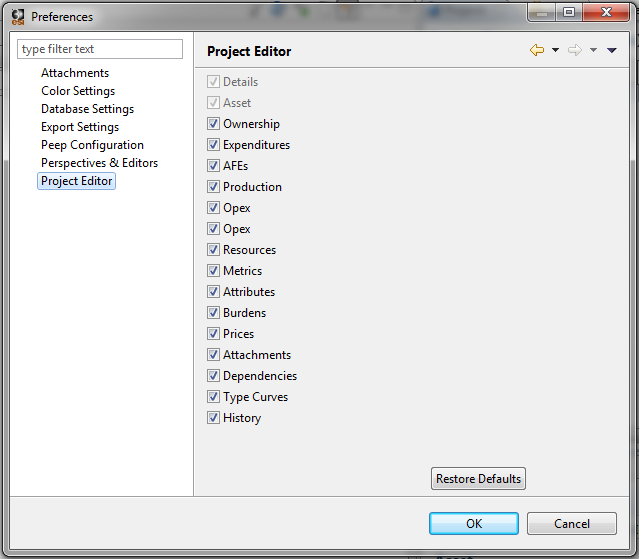 Preferences
esi
type filter text
Attachments
Color Settings
Database Settings
Export Settings
Peep Configuration
Perspectives & Editors
Project Editor
Project Editor
Details
Asset
Ownership
Expenditures
AFEs
Production
Opex
Opex
Resources
Metrics
Attributes
Burdens
Prices
Attachments
Dependencies
Type Curves
History
Restore Defaults
OK
Cancel